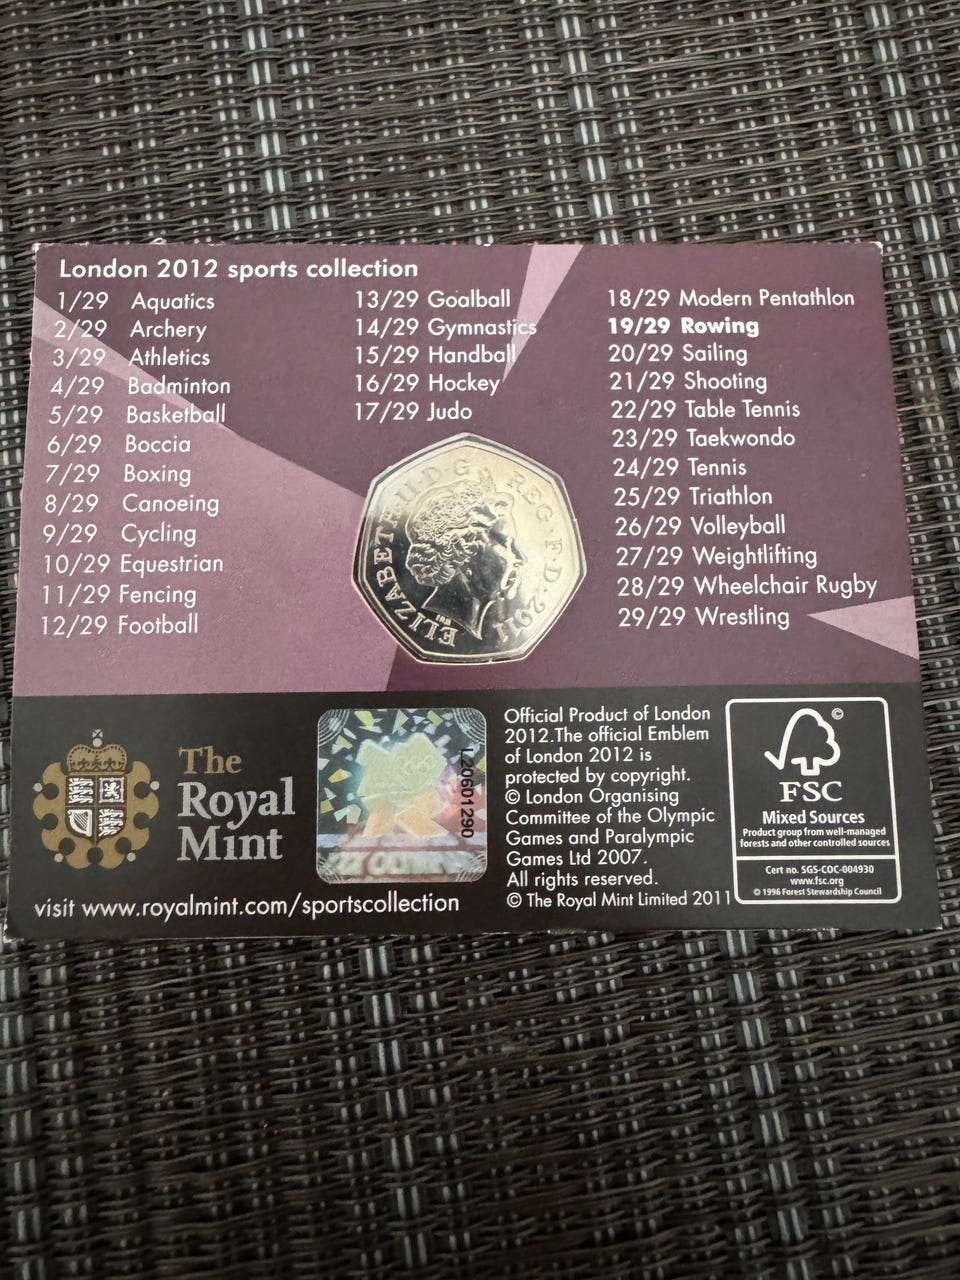 London 2012 sports collection
1/29 Aquatics
2/29 Archery
3/29 Athletics
4/29 Badminton
5/29 Basketball
6/29 Boccia
7/29 Boxing
8/29 Canoeing
9/29 Cycling
10/29 Equestrian
11/29 Fencing
12/29 Football
13/29 Goalball
14/29 Gymnastics
15/29 Handball
16/29 Hockey
17/29 Judo
18/29 Modern Pentathlon
19/29 Rowing
20/29 Sailing
21/29 Shooting
22/29 Table Tennis
23/29 Taekwondo
24/29 Tennis
25/29 Triathlon
26/29 Volleyball
27/29 Weightlifting
28/29 Wheelchair Rugby
29/29 Wrestling
ELIZABETH·II·D·G REG·F·D·2011
The
Royal
Mint
visit www.royalmint.com/sportscollection
L20601290
Official Product of London
2012.The official Emblem
of London 2012 is
protected by copyright.
© London Organising
Committee of the Olympic
Games and Paralympic
Games Ltd 2007.
All rights reserved.
© The Royal Mint Limited 2011
©
FSC
Mixed Sources
Product group from well-managed
forests and other controlled sources
Cert no. SGS-COC-004930
www.fsc.org
© 1996 Forest Stewardship Council